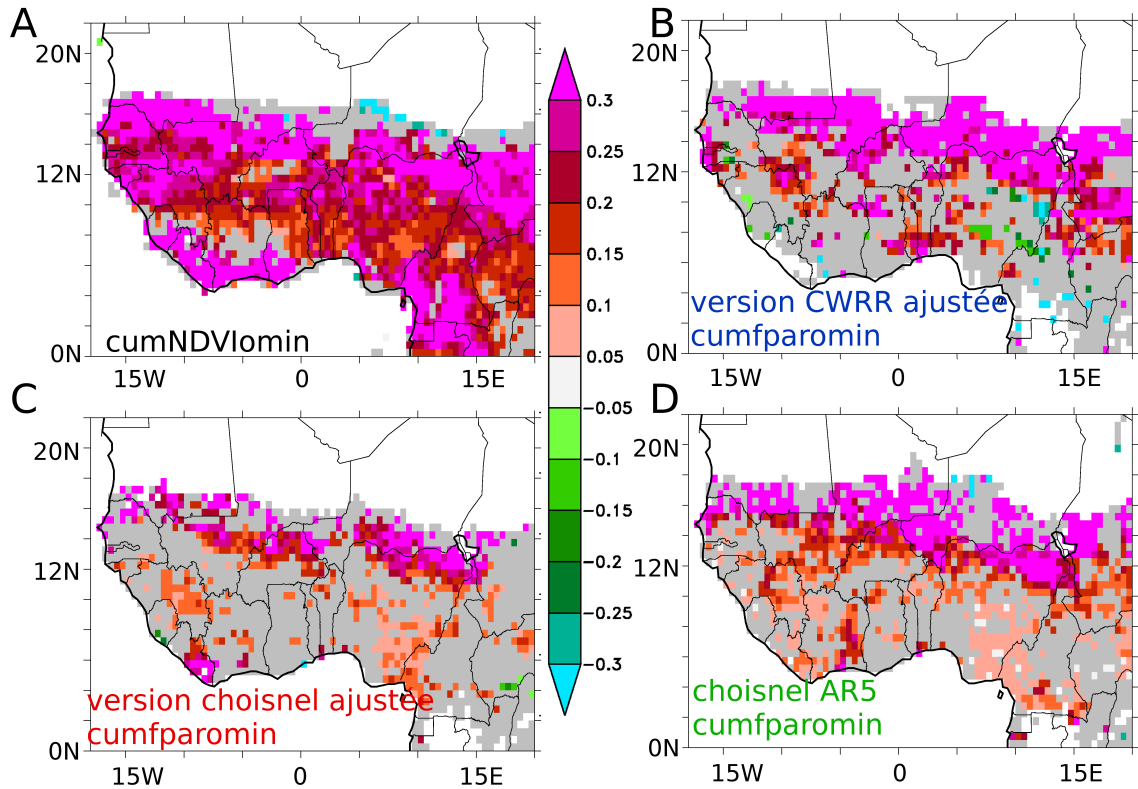 A
20N
12N
0N
15W
0
15E
cumNDVIomin
B
20N
12N
0N
15W
0
15E
version CWRR ajustée
cumfparomin
0.3
0.25
0.2
0.15
0.1
0.05
−0.05
−0.1
−0.15
−0.2
−0.25
−0.3
C
20N
12N
0N
15W
0
15E
version choisnel ajustée
cumfparomin
D
20N
12N
0N
15W
0
15E
choisnel AR5
cumfparomin